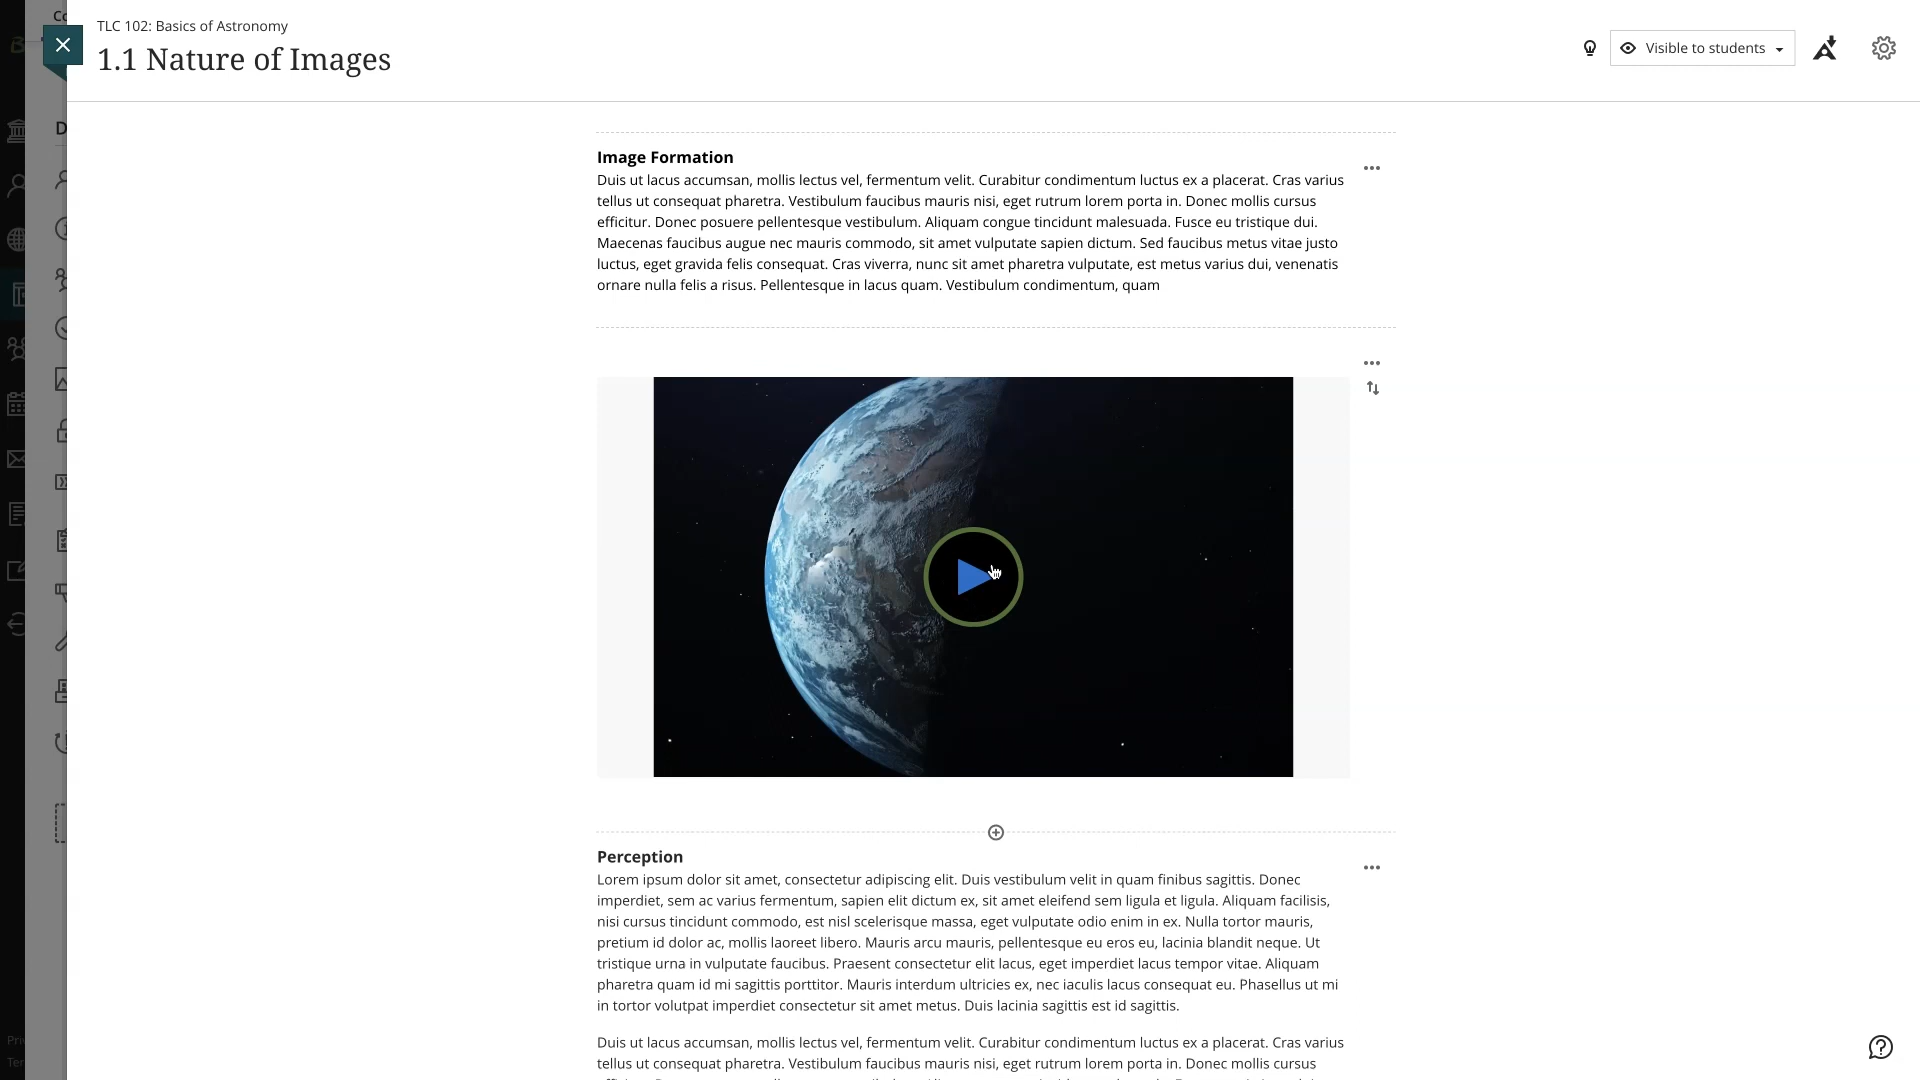 TLC 102: Basics of Astronomy
1.1 Nature of Images
Visible to students
Image Formation
Duis ut lacus accumsan, mollis lectus vel, fermentum velit. Curabitur condimentum luctus ex a placerat. Cras varius
tellus ut consequat pharetra. Vestibulum faucibus mauris nisi, eget rutrum lorem porta in. Donec mollis cursus
efficitur. Donec posuere pellentesque vestibulum. Aliquam congue tincidunt malesuada. Fusce eu tristique dui.
Maecenas faucibus augue nec mauris commodo, sit amet vulputate sapien dictum. Sed faucibus metus vitae justo
luctus, eget gravida felis consequat. Cras viverra, nunc sit amet pharetra vulputate, est metus varius dui, venenatis
ornare nulla felis a risus. Pellentesque in lacus quam. Vestibulum condimentum, quam
Perception
Lorem ipsum dolor sit amet, consectetur adipiscing elit. Duis vestibulum velit in quam finibus sagittis. Donec
imperdiet, sem ac varius fermentum, sapien elit dictum ex, sit amet eleifend sem ligula et ligula. Aliquam facilisis,
nisi cursus tincidunt commodo, est nisl scelerisque massa, eget vulputate odio enim in ex. Nulla tortor mauris,
pretium id dolor ac, mollis laoreet libero. Mauris arcu mauris, pellentesque eu eros eu, lacinia blandit neque. Ut
tristique urna in vulputate faucibus. Praesent consectetur elit lacus, eget imperdiet lacus tempor vitae. Aliquam
pharetra quam id mi sagittis porttitor. Mauris interdum ultricies ex, nec iaculis lacus consequat eu. Phasellus ut mi
in tortor volutpat imperdiet consectetur sit amet metus. Duis lacinia sagittis est id sagittis.
Duis ut lacus accumsan, mollis lectus vel, fermentum velit. Curabitur condimentum luctus ex a placerat. Cras varius
tellus ut consequat pharetra. Vestibulum faucibus mauris nisi, eget rutrum lorem porta in. Donec mollis cursus